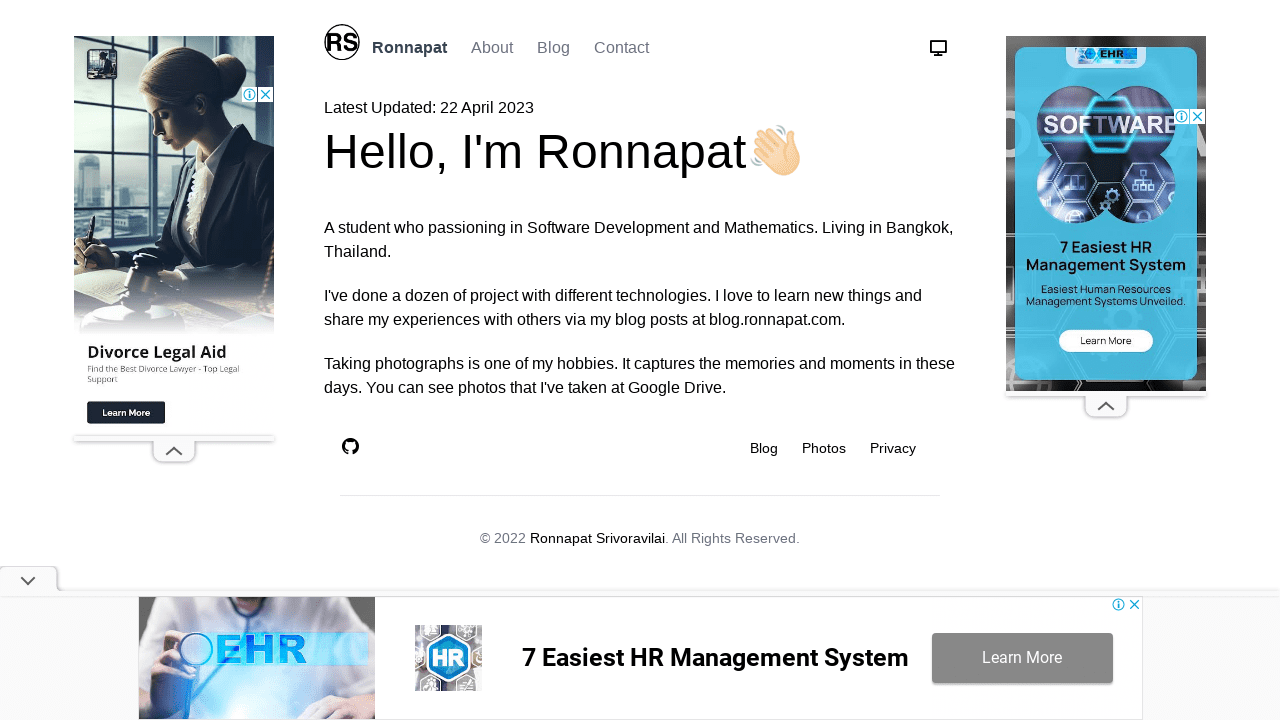 RS
Ronnapat
About
Blog
Contact
Latest Updated: 22 April 2023
Hello, I'm Ronnapat
A student who passioning in Software Development and Mathematics. Living in Bangkok,
Thailand.
I've done a dozen of project with different technologies. I love to learn new things and
share my experiences with others via my blog posts at blog.ronnapat.com.
Taking photographs is one of my hobbies. It captures the memories and moments in these
days. You can see photos that I've taken at Google Drive.
Blog
Photos
Privacy
© 2022 Ronnapat Srivoravilai. All Rights Reserved.
Divorce Legal Aid
Find the Best Divorce Lawyer - Top Legal
Support
Learn More
EHR
SOFTWARE
7 Easiest HR
Management System
Easiest Human Resources
Management Systems Unveiled.
Learn More
EHR
HR
7 Easiest HR Management System
Learn More